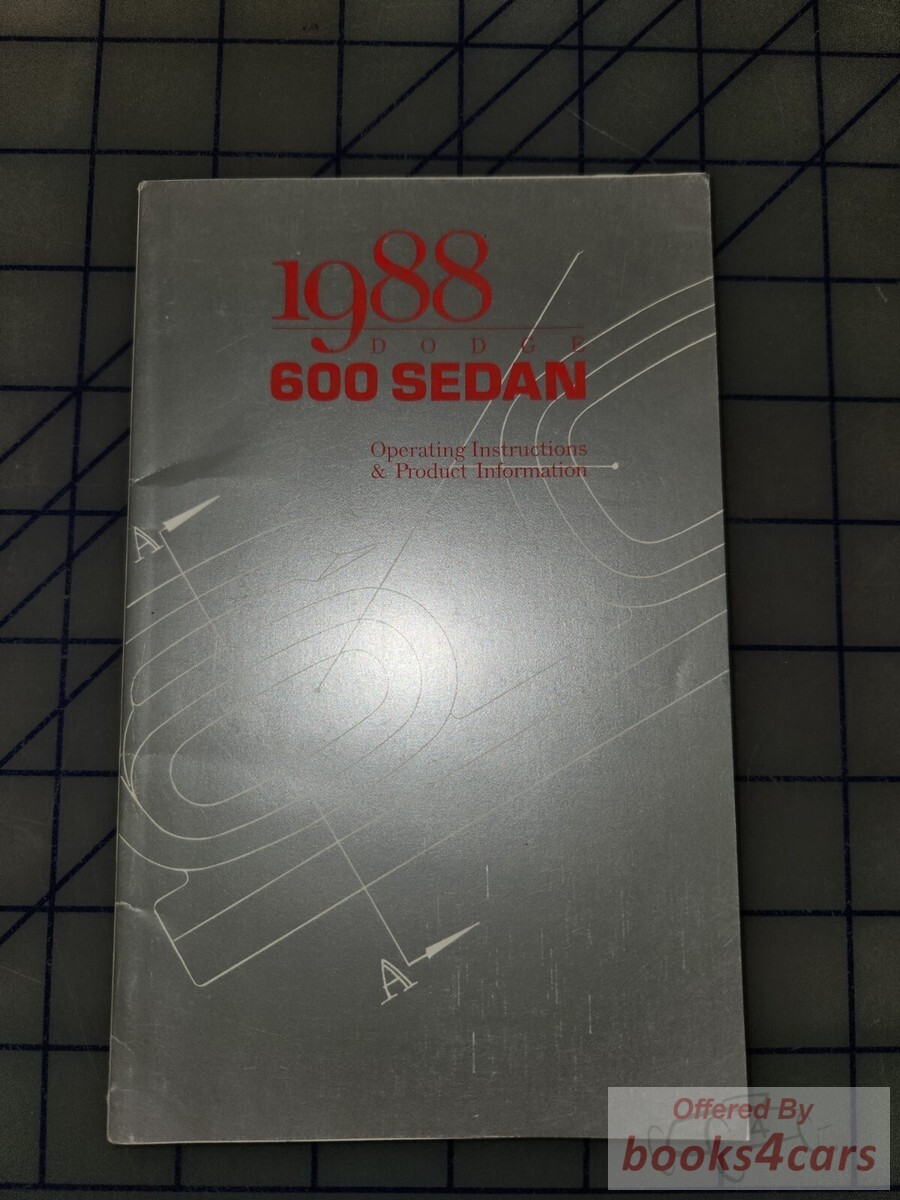 1988
DODGE
600 SEDAN
Operating Instructions
& Product Information
A
A
Offered By
books4cars